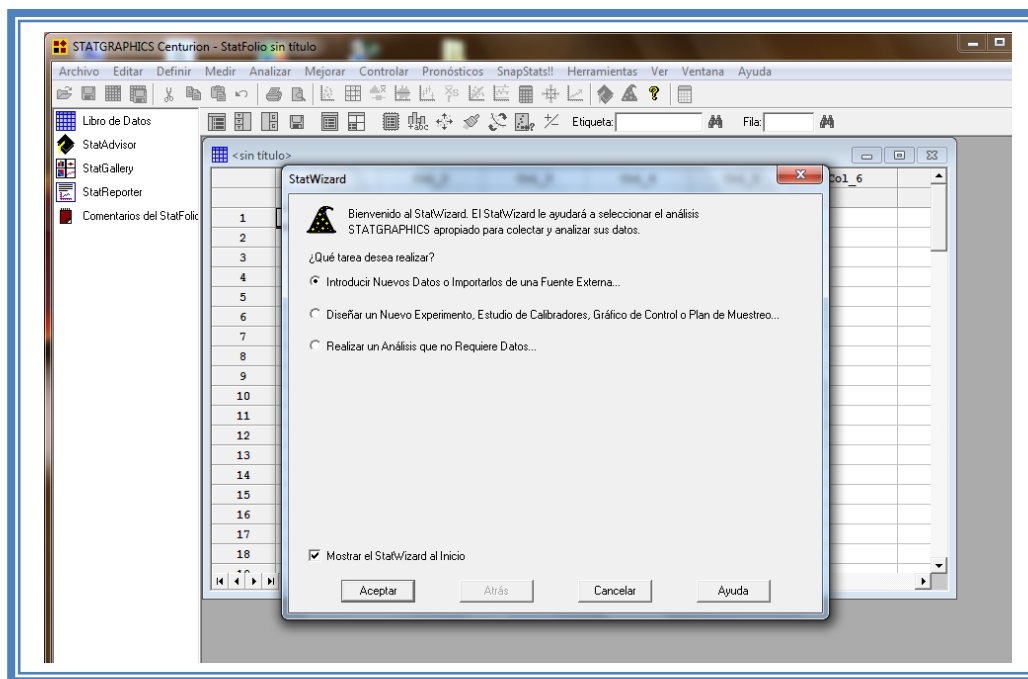 STATGRAPHICS Centurion - StatFolio sin título
Archivo Editar Definir Medir Analizar Mejorar Controlar Pronósticos SnapStats!! Herramientas Ver Ventana Ayuda
Etiqueta: Fila:
Libro de Datos
StatAdvisor
StatGallery
StatReporter
Comentarios del StatFolio
<sin título>
Col_6
1
2
3
4
5
6
7
8
9
10
11
12
13
14
15
16
17
18
StatWizard
Bienvenido al StatWizard. El StatWizard le ayudará a seleccionar el análisis
STATGRAPHICS apropiado para colectar y analizar sus datos.
¿Qué tarea desea realizar?
Introducir Nuevos Datos o Importarlos de una Fuente Externa...
Diseñar un Nuevo Experimento, Estudio de Calibradores, Gráfico de Control o Plan de Muestreo...
Realizar un Análisis que no Requiere Datos...
Mostrar el StatWizard al Inicio
Aceptar Atrás Cancelar Ayuda